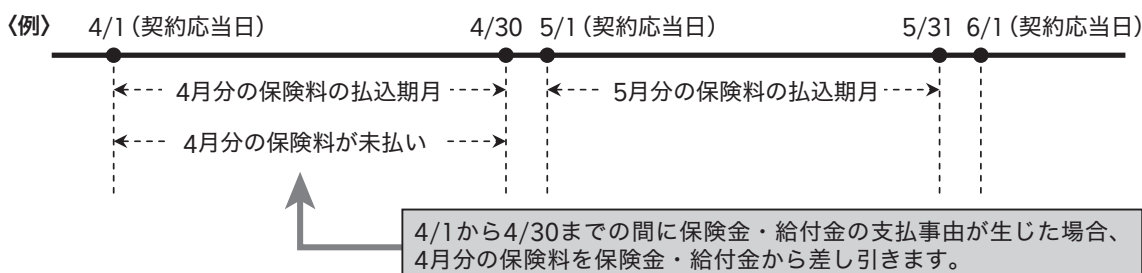 〈例〉 4/1(契約応当日) 4/30 5/1(契約応当日) 5/31 6/1(契約応当日)
4月分の保険料の払込期月 5月分の保険料の払込期月
4月分の保険料が未払い
4/1から4/30までの間に保険金・給付金の支払事由が生じた場合、
4月分の保険料を保険金・給付金から差し引きます。